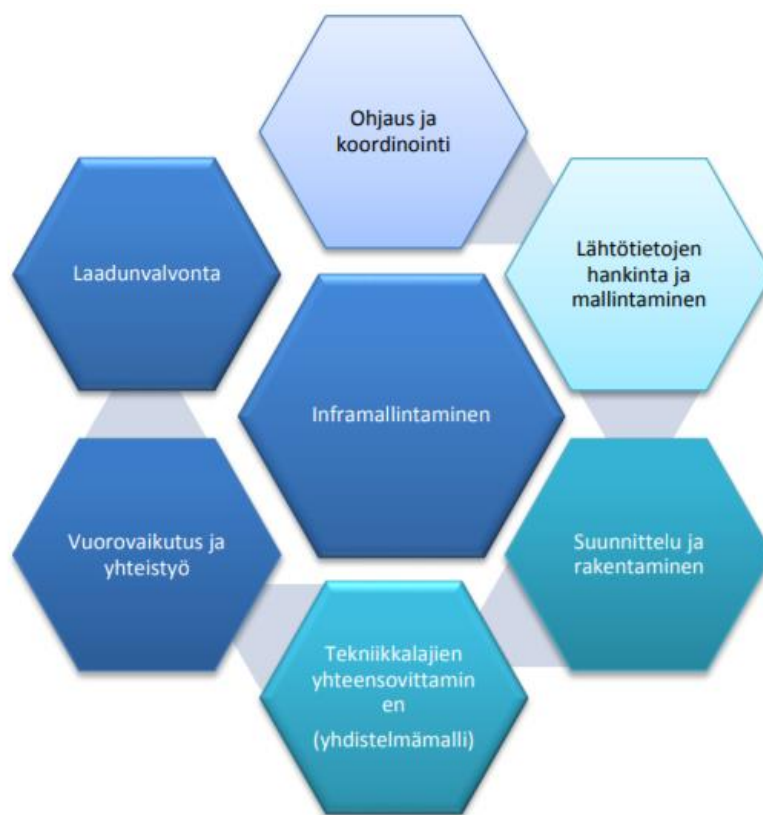 Ohjaus ja
koordinointi
Laadunvalvonta
Lähtötietojen
hankinta ja
mallintaminen
Inframallintaminen
Vuorovaikutus ja
yhteistyö
Suunnittelu ja
rakentaminen
Tekniikkalajien
yhteensovittamin
en
(yhdistelmämalli)